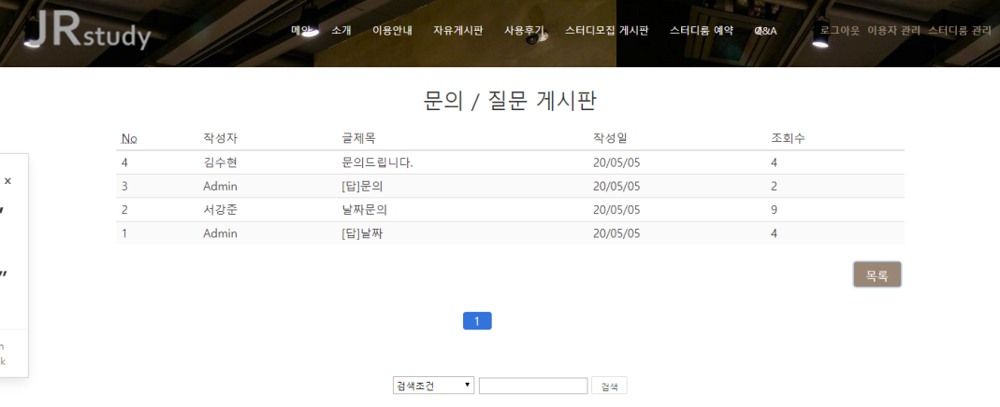 JRstudy
메인 소개 이용안내 자유게시판 사용후기 스터디모집 게시판 스터디룸 예약 Q&A 로그아웃 이용자 관리 스터디룸 관리
문의 / 질문 게시판
No 작성자 글제목 작성일 조회수
4 김수현 문의드립니다. 20/05/05 4
3 Admin [답]문의 20/05/05 2
2 서강준 날짜문의 20/05/05 9
1 Admin [답]날짜 20/05/05 4
x
”
”
n
k
목록
1
검색조건 ▼ 검색